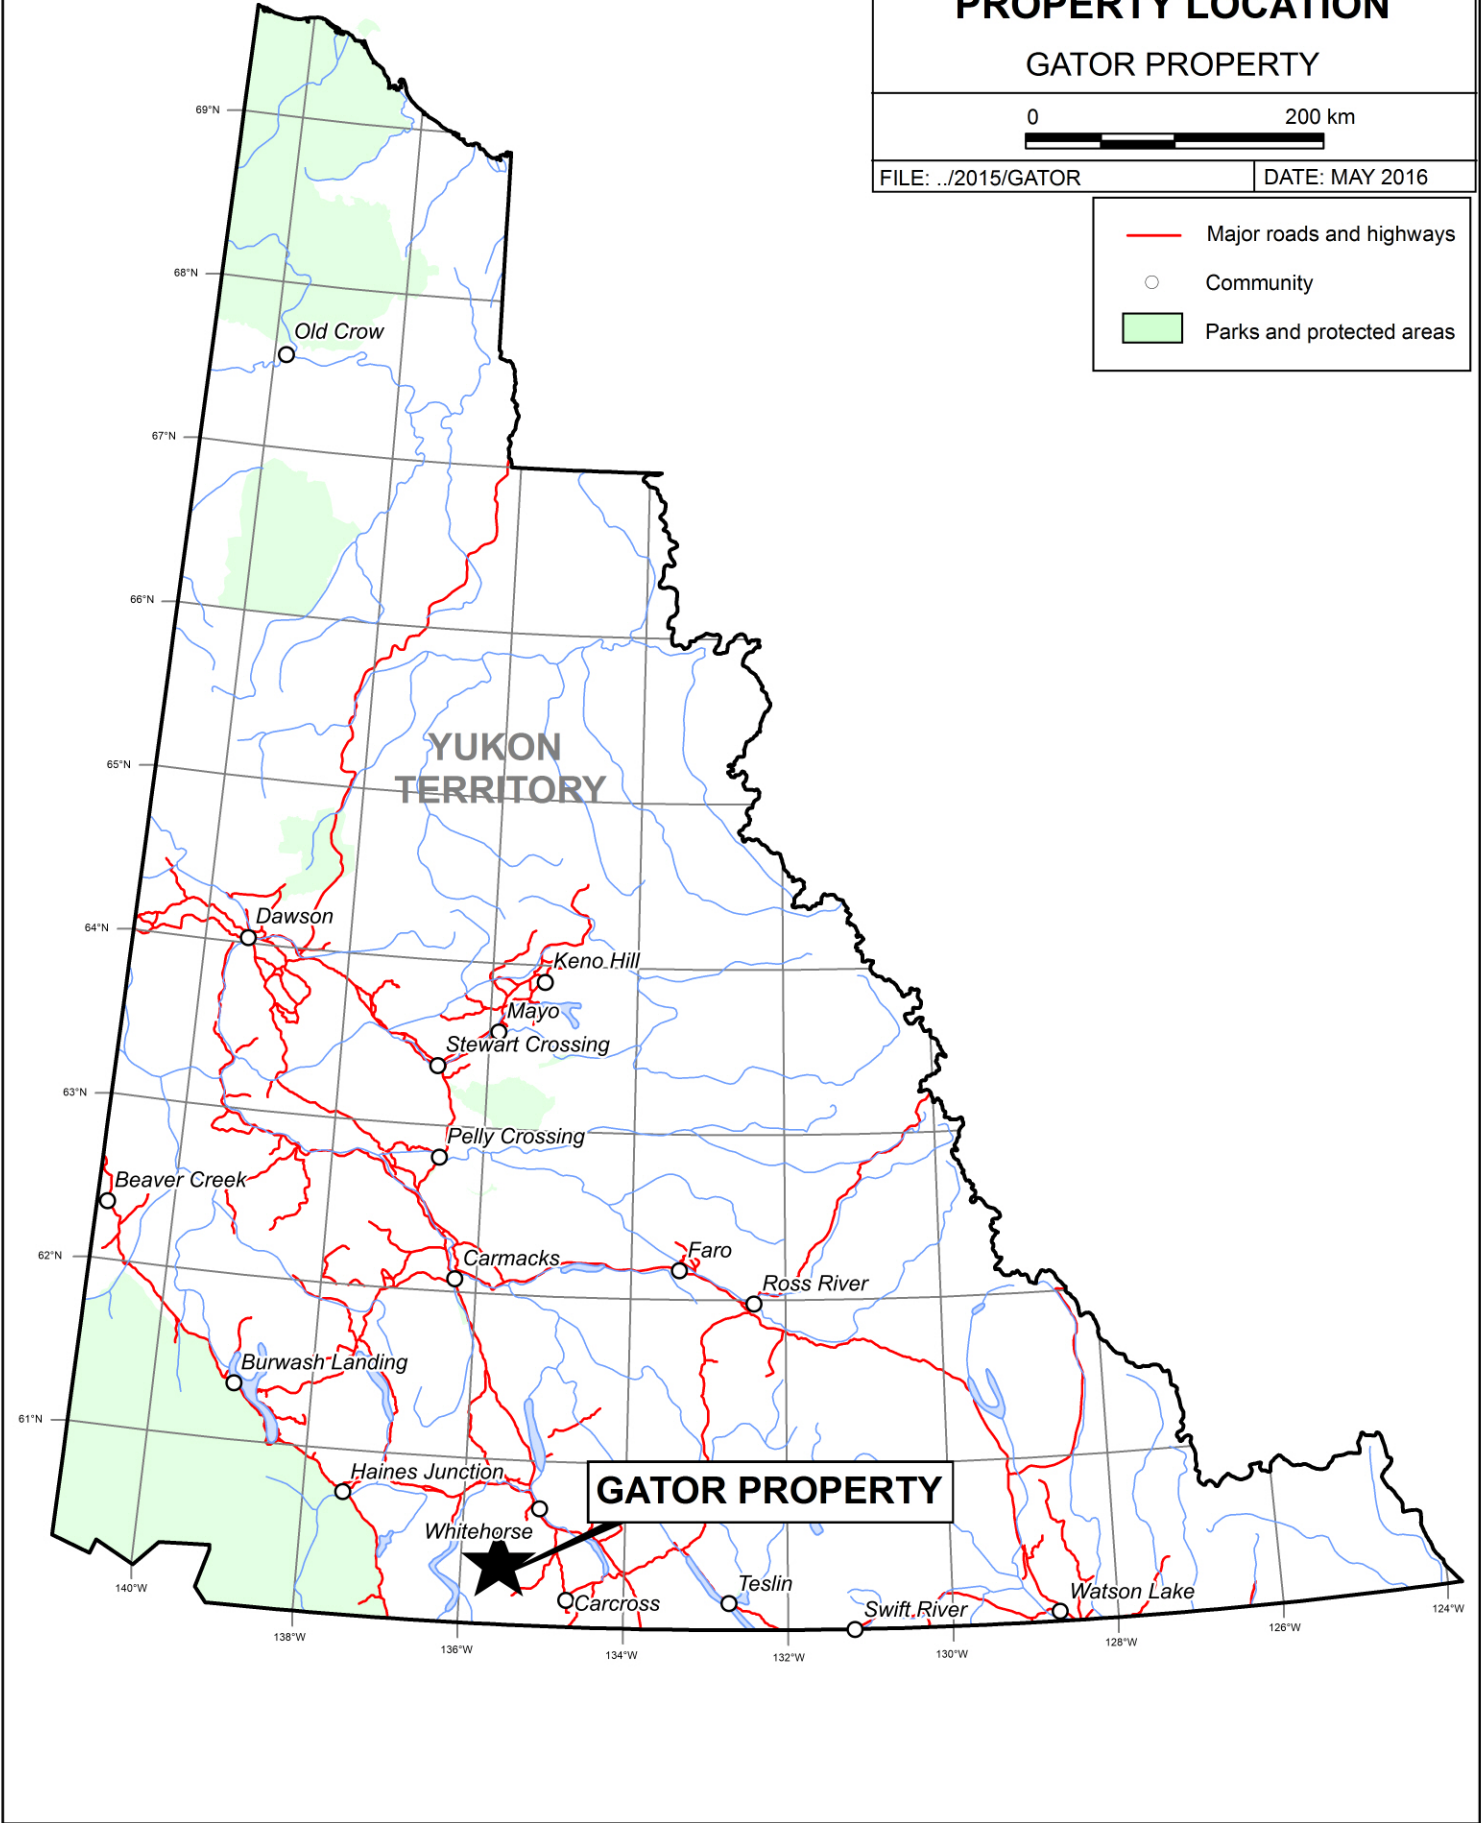 PROPERTY LOCATION
GATOR PROPERTY
0 200 km
FILE: ../2015/GATOR DATE: MAY 2016
Major roads and highways
Community
Parks and protected areas
69°N
68°N
Old Crow
67°N
66°N
YUKON
TERRITORY
65°N
Dawson
64°N
Keno Hill
Mayo
Stewart Crossing
63°N
Pelly Crossing
Beaver Creek
62°N
Carmacks
Faro
Ross River
Burwash Landing
61°N
Haines Junction
GATOR PROPERTY
Whitehorse
Teslin
Watson Lake
Carcross
Swift River
140°W
138°W
136°W
134°W
132°W
130°W
128°W
126°W
124°W